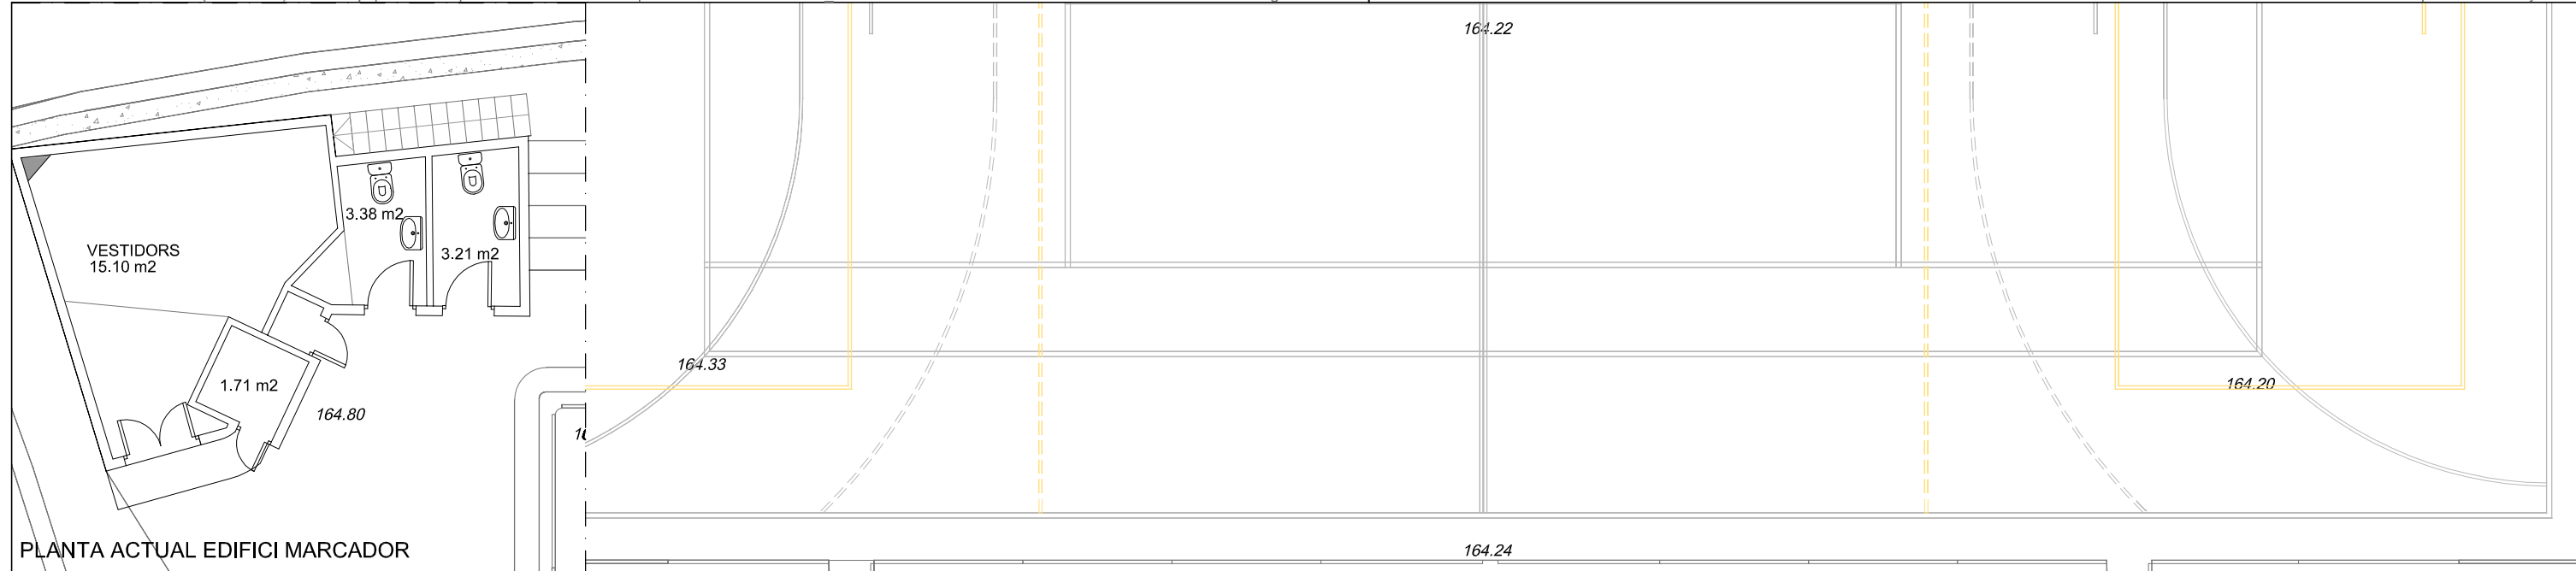 164.22
3.38 m2
3.21 m2
VESTIDORS
15.10 m2
164.33
1.71 m2
164.20
164.80
PLANTA ACTUAL EDIFICI MARCADOR
164.24